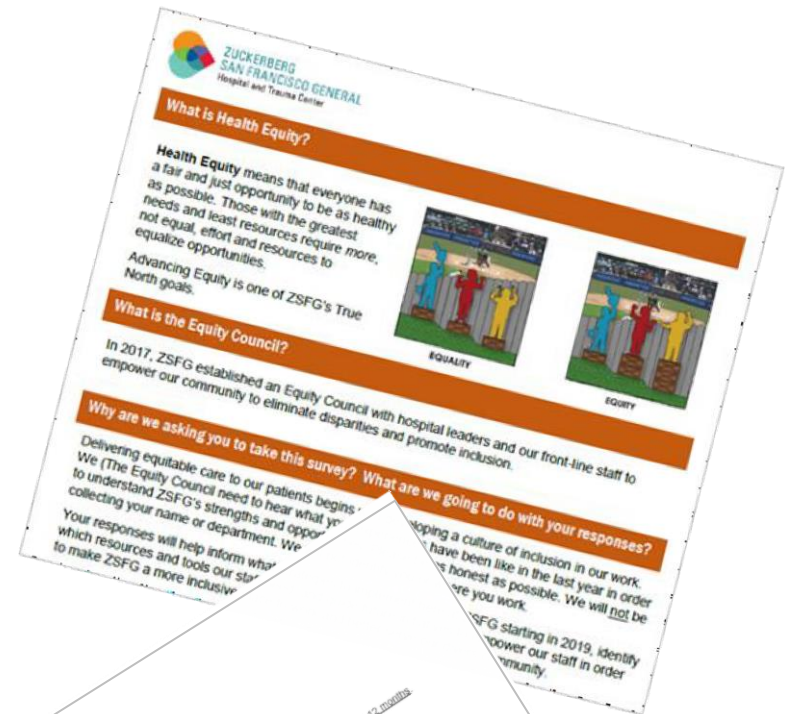 ZUCKERBERG
SAN FRANCISCO GENERAL
Hospital and Trauma Center
What is Health Equity?
Health Equity means that everyone has
a fair and just opportunity to be as healthy
as possible. Those with the greatest
needs and least resources require more,
not equal, effort and resources to
equalize opportunities.
Advancing Equity is one of ZSFG's True
North goals.
EQUALITY
EQUITY
What is the Equity Council?
In 2017, ZSFG established an Equity Council with hospital leaders and our front-line staff to
empower our community to eliminate disparities and promote inclusion.
Why are we asking you to take this survey? What are we going to do with your responses?
Delivering equitable care to our patients begins eloping a culture of inclusion in our work.
We (The Equity Council need to hear what yo have been like in the last year in order
to understand ZSFG's strengths and oppor s honest as possible. We will not be
collecting your name or department. We ere you work.
Your responses will help inform what SFG starting in 2019, identify
which resources and tools our sta power our staff in order
to make ZSFG a more inclusive mmunity.
12 months